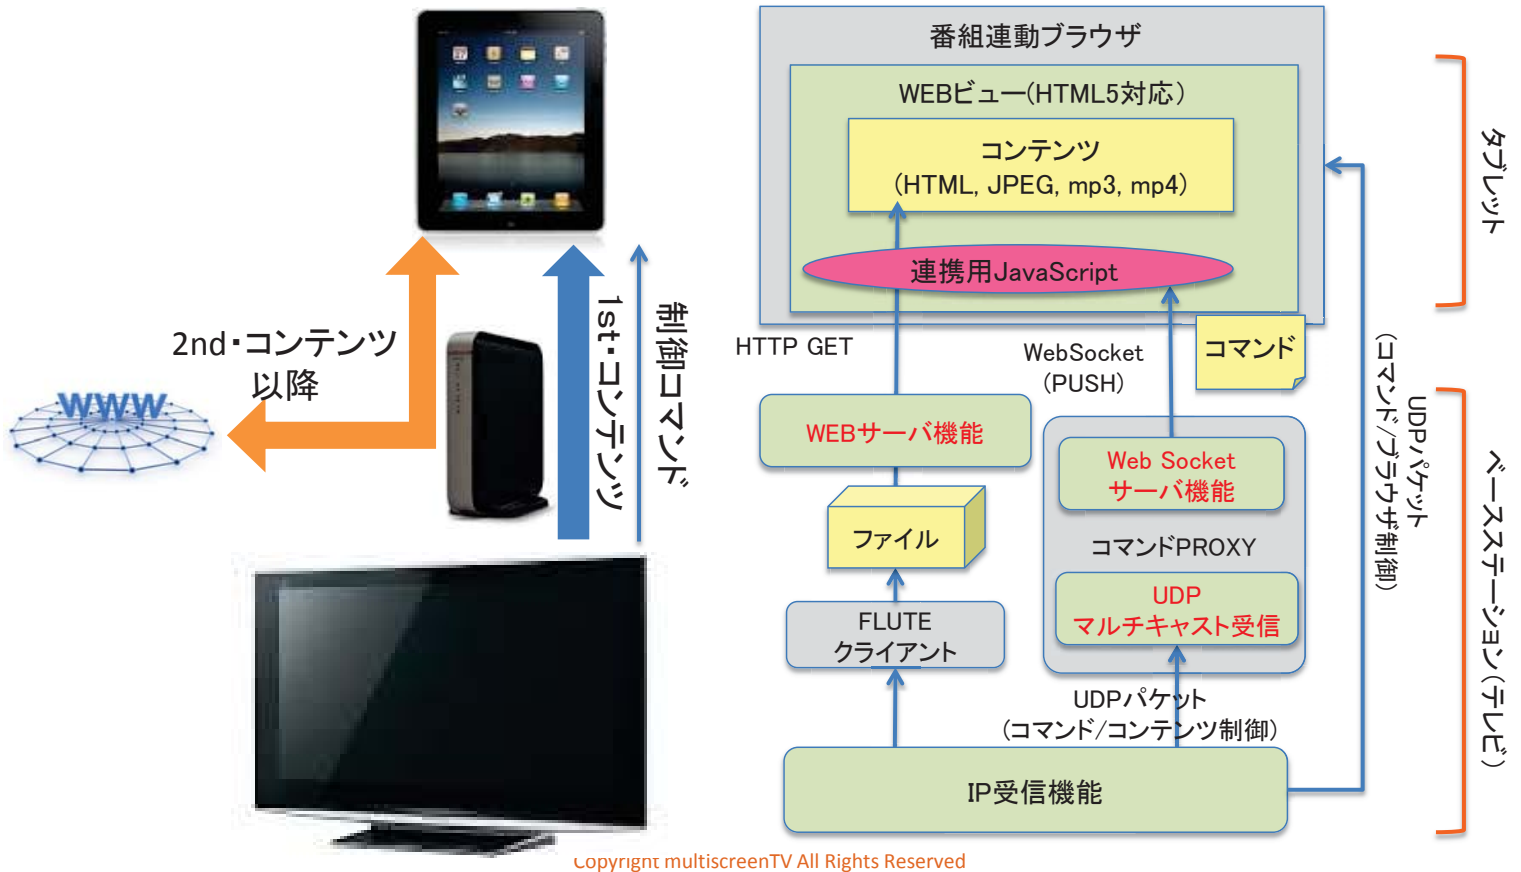 2nd・コンテンツ
以降
WWW
1st・コンテンツ
制御コマンド
番組連動ブラウザ
WEBビュー(HTML5対応)
コンテンツ
(HTML, JPEG, mp3, mp4)
連携用JavaScript
HTTP GET
WebSocket
(PUSH)
コマンド
WEBサーバ機能
Web Socket
サーバ機能
ファイル
コマンドPROXY
UDP
マルチキャスト受信
FLUTE
クライアント
UDPパケット
(コマンド/コンテンツ制御)
IP受信機能
UDPパケット
(コマンド/ブラウザ制御)
タブレット
ベースステーション(テレビ)
Copyright multiscreenTV All Rights Reserved